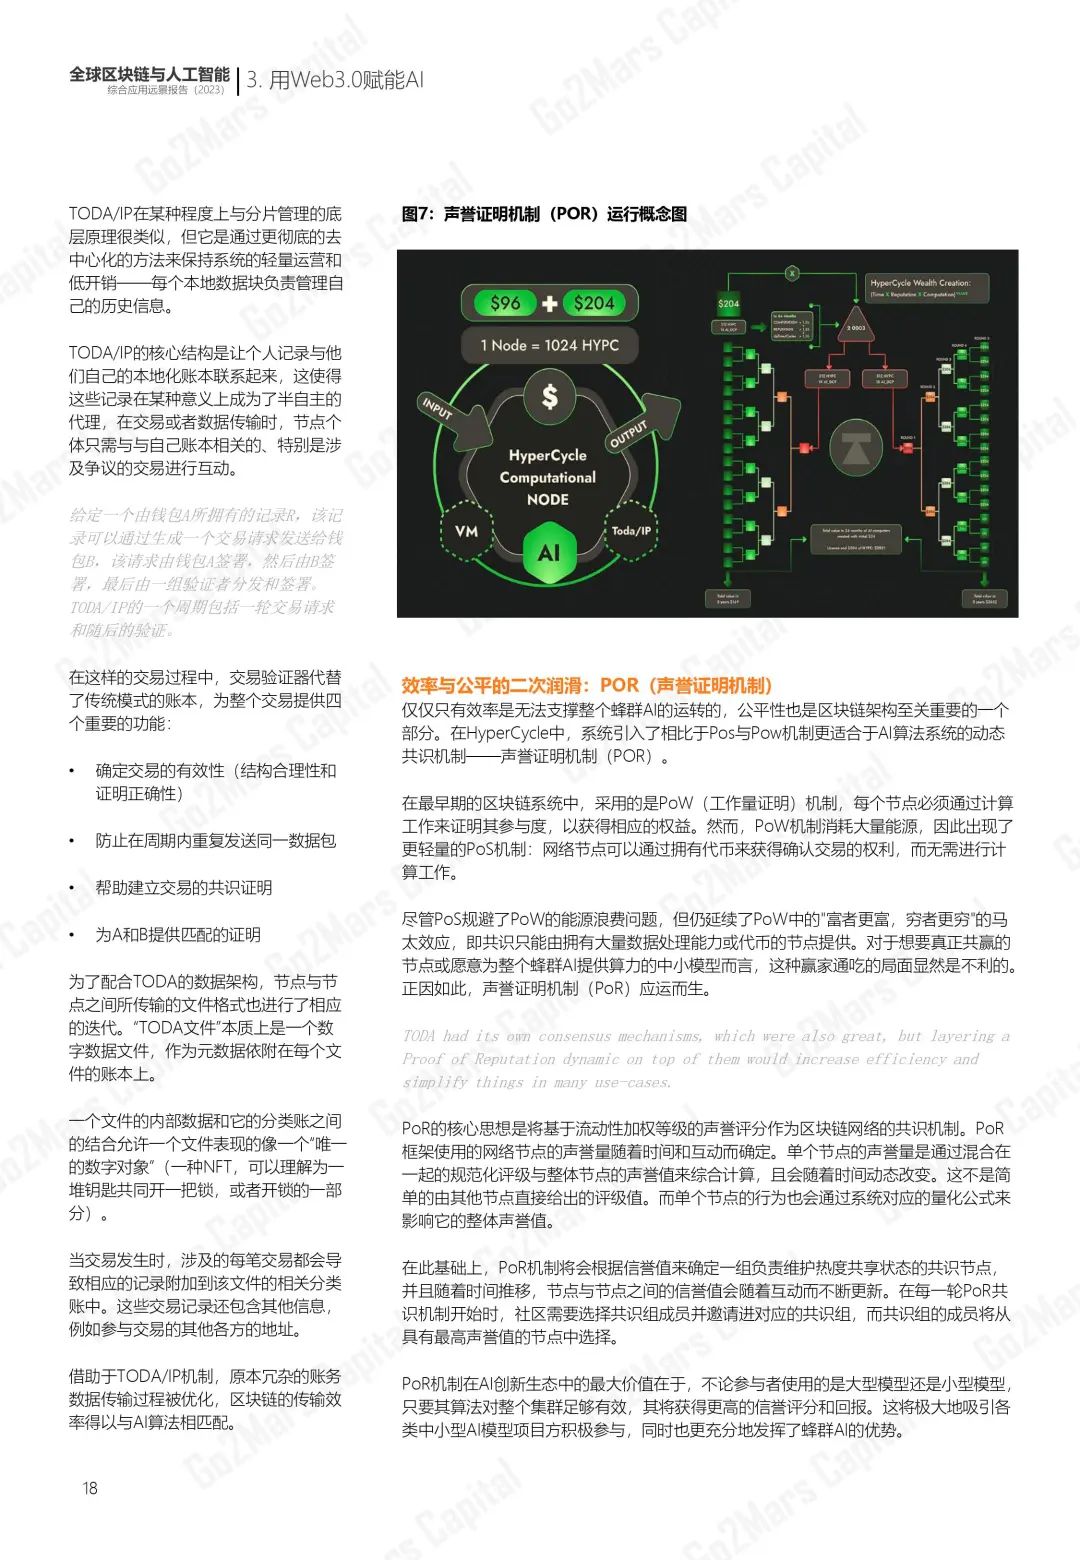 全球区块链与人工智能
综合应用远景报告（2023）
3. 用Web3.0赋能AI
TODA/IP在某种程度上与分片管理的底
层原理很类似，但它是通过更彻底的去
中心化的方法来保持系统的轻量运营和
低开销——每个本地数据块负责管理自
己的历史信息。
TODA/IP的核心结构是让个人记录与他
们自己的本地化账本联系起来，这使得
这些记录在某种意义上成为了半自主的
代理，在交易或者数据传输时，节点个
体只需与与自己账本相关的、特别是涉
及争议的交易进行互动。
给定一个由钱包A所拥有的记录R，该记
录可以通过生成一个交易请求发送给钱
包B，该请求由钱包A签署，然后由B签
署，最后由一组验证者分发和签署。
TODA/IP的一个周期包括一轮交易请求
和随后的验证。
在这样的交易过程中，交易验证器代替
了传统模式的账本，为整个交易提供四
个重要的功能：
• 确定交易的有效性（结构合理性和
证明正确性）
• 防止在周期内重复发送同一数据包
• 帮助建立交易的共识证明
• 为A和B提供匹配的证明
为了配合TODA的数据架构，节点与节
点之间所传输的文件格式也进行了相应
的迭代。“TODA文件”本质上是一个数
字数据文件，作为元数据依附在每个文
件的账本上。
一个文件的内部数据和它的分类账之间
的结合允许一个文件表现的像一个“唯一
的数字对象”（一种NFT，可以理解为一
堆钥匙共同开一把锁，或者开锁的一部
分）。
当交易发生时，涉及的每笔交易都会导
致相应的记录附加到该文件的相关分类
账中。这些交易记录还包含其他信息，
例如参与交易的其他各方的地址。
借助于TODA/IP机制，原本冗杂的账务
数据传输过程被优化，区块链的传输效
率得以与AI算法相匹配。
图7：声誉证明机制（POR）运行概念图
$96 + $204
1 Node = 1024 HYPC
$
INPUT
OUTPUT
HyperCycle
Computational
NODE
VM
AI
Toda/IP
X
HyperCycle Wealth Creation:
(Time X Reputation X Computation)
$204
2 0003
512 HYPC
512 HYPC
512 HYPC
ROUND 1
ROUND 2
ROUND 3
ROUND 4
Total value in 24 months of AI computers
Total value in
Total value in
效率与公平的二次润滑：POR（声誉证明机制）
仅仅只有效率是无法支撑整个蜂群AI的运转的，公平性也是区块链架构至关重要的一个
部分。在HyperCycle中，系统引入了相比于Pos与Pow机制更适合于AI算法系统的动态
共识机制——声誉证明机制（POR）。
在最早期的区块链系统中，采用的是PoW（工作量证明）机制，每个节点必须通过计算
工作来证明其参与度，以获得相应的权益。然而，PoW机制消耗大量能源，因此出现了
更轻量的PoS机制：网络节点可以通过拥有代币来获得确认交易的权利，而无需进行计
算工作。
尽管PoS规避了PoW的能源浪费问题，但仍延续了PoW中的"富者更富，穷者更穷"的马
太效应，即共识只能由拥有大量数据处理能力或代币的节点提供。对于想要真正共赢的
节点或愿意为整个蜂群AI提供算力的中小模型而言，这种赢家通吃的局面显然是不利的。
正因如此，声誉证明机制（PoR）应运而生。
TODA had its own consensus mechanisms, which were also great, but layering a
Proof of Reputation dynamic on top of them would increase efficiency and
simplify things in many use-cases.
PoR的核心思想是将基于流动性加权等级的声誉评分作为区块链网络的共识机制。PoR
框架使用的网络节点的声誉量随着时间和互动而确定。单个节点的声誉量是通过混合在
一起的规范化评级与整体节点的声誉值来综合计算，且会随着时间动态改变。这不是简
单的由其他节点直接给出的评级值。而单个节点的行为也会通过系统对应的量化公式来
影响它的整体声誉值。
在此基础上，PoR机制将会根据信誉值来确定一组负责维护热度共享状态的共识节点，
并且随着时间推移，节点与节点之间的信誉值会随着互动而不断更新。在每一轮PoR共
识机制开始时，社区需要选择共识组成员并邀请进对应的共识组，而共识组的成员将从
具有最高声誉值的节点中选择。
PoR机制在AI创新生态中的最大价值在于，不论参与者使用的是大型模型还是小型模型，
只要其算法对整个集群足够有效，其将获得更高的信誉评分和回报。这将极大地吸引各
类中小型AI模型项目方积极参与，同时也更充分地发挥了蜂群AI的优势。
18
Go2Mars Capital